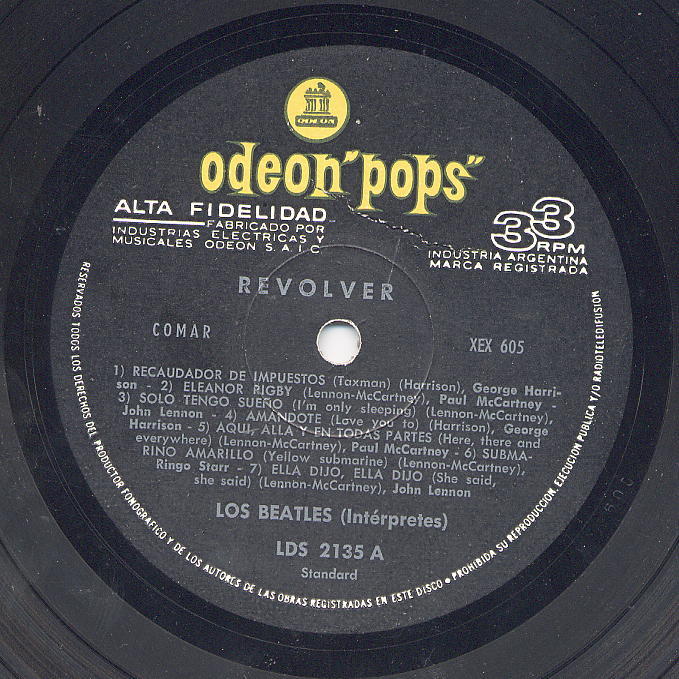 ODEON
odeon "pops"
ALTA FIDELIDAD
FABRICADO POR
INDUSTRIAS ELECTRICAS Y
MUSICALES ODEON S.A.I.C.
33
RPM
INDUSTRIA ARGENTINA
MARCA REGISTRADA
REVOLVER
COMAR
XEX 605
1) RECAUDADOR DE IMPUESTOS (Taxman) (Harrison), George Harri-
son - 2) ELEANOR RIGBY (Lennon-McCartney), Paul McCartney -
3) SOLO TENGO SUEÑO (I'm only sleeping) (Lennon-McCartney),
John Lennon - 4) AMANDOTE (Love you to) (Harrison), George
Harrison - 5) AQUI, ALLA Y EN TODAS PARTES (Here, there and
everywhere) (Lennon-McCartney), Paul McCartney - 6) SUBMA-
RINO AMARILLO (Yellow submarine) (Lennon-McCartney),
Ringo Starr - 7) ELLA DIJO, ELLA DIJO (She said,
she said) (Lennon-McCartney), John Lennon
LOS BEATLES (Intérpretes)
LDS 2135 A
Standard
RESERVADOS TODOS LOS DERECHOS DEL PRODUCTOR FONOGRAFICO Y DE LOS AUTORES DE LAS OBRAS REGISTRADAS EN ESTE DISCO • PROHIBIDA SU REPRODUCCION EJECUCION PUBLICA Y/O RADIOTELEDIFUSION